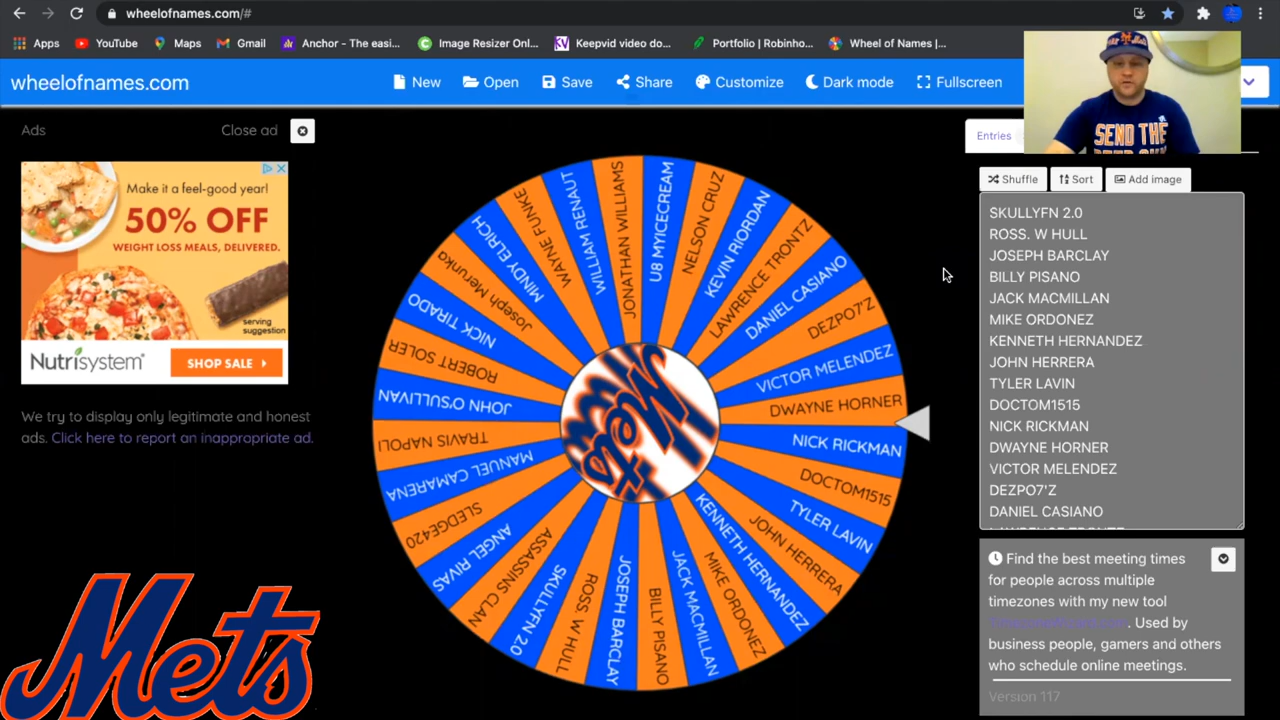 wheelofnames.com/#
Apps
YouTube
Maps
Gmail
Anchor - The easi...
Image Resizer Onl...
Keepvid video do...
Portfolio | Robinho...
Wheel of Names |...
wheelofnames.com
New
Open
Save
Share
Customize
Dark mode
Fullscreen
SEND THE
Ads
Close ad
Make it a feel-good year!
50% OFF
WEIGHT LOSS MEALS, DELIVERED.
serving
suggestion
Nutrisystem
SHOP SALE
We try to display only legitimate and honest
ads. Click here to report an inappropriate ad.
Mets
U8 MYICECREAM
NELSON CRUZ
KEVIN RIORDAN
LAWRENCE TRONTZ
DANIEL CASIANO
DEZPO7'Z
VICTOR MELENDEZ
DWAYNE HORNER
NICK RICKMAN
DOCTOM1515
TYLER LAVIN
JOHN HERRERA
KENNETH HERNANDEZ
MIKE ORDONEZ
JACK MACMILLAN
BILLY PISANO
JOSEPH BARCLAY
ROSS. W HULL
SKULLYFN 2.0
ASSASSINS CLAN
ANGEL RIVAS
SLEDGE420
MANUEL CAMARENA
TRAVIS NAPOLI
JOHN O'SULLIVAN
ROBERT SOLER
NICK TIRADO
Joseph Merunka
MINDY ELRICH
WAYNE FUNKE
WILLIAM RENAUT
JONATHAN WILLIAMS
Mets
Entries
Shuffle
Sort
Add image
SKULLYFN 2.0
ROSS. W HULL
JOSEPH BARCLAY
BILLY PISANO
JACK MACMILLAN
MIKE ORDONEZ
KENNETH HERNANDEZ
JOHN HERRERA
TYLER LAVIN
DOCTOM1515
NICK RICKMAN
DWAYNE HORNER
VICTOR MELENDEZ
DEZPO7'Z
DANIEL CASIANO
LAWRENCE TRONTZ
Find the best meeting times
for people across multiple
timezones with my new tool
. Used by
business people, gamers and others
who schedule online meetings.
Version 117